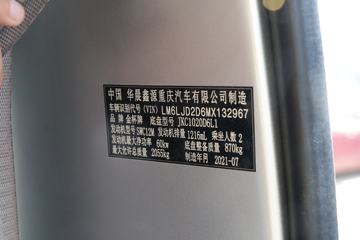 中国 华晨鑫源重庆汽车有限公司制造
车辆识别代号(VIN) LM6LJD2D6MX132967
品牌 金杯牌 底盘型号 JKC1020D6L1
发动机型号 SWC12M 发动机排量 1216mL 乘坐人数 2
发动机最大净功率 60kw 底盘整备质量 870kg
最大允许总质量 2055kg 制造年月 2021-07